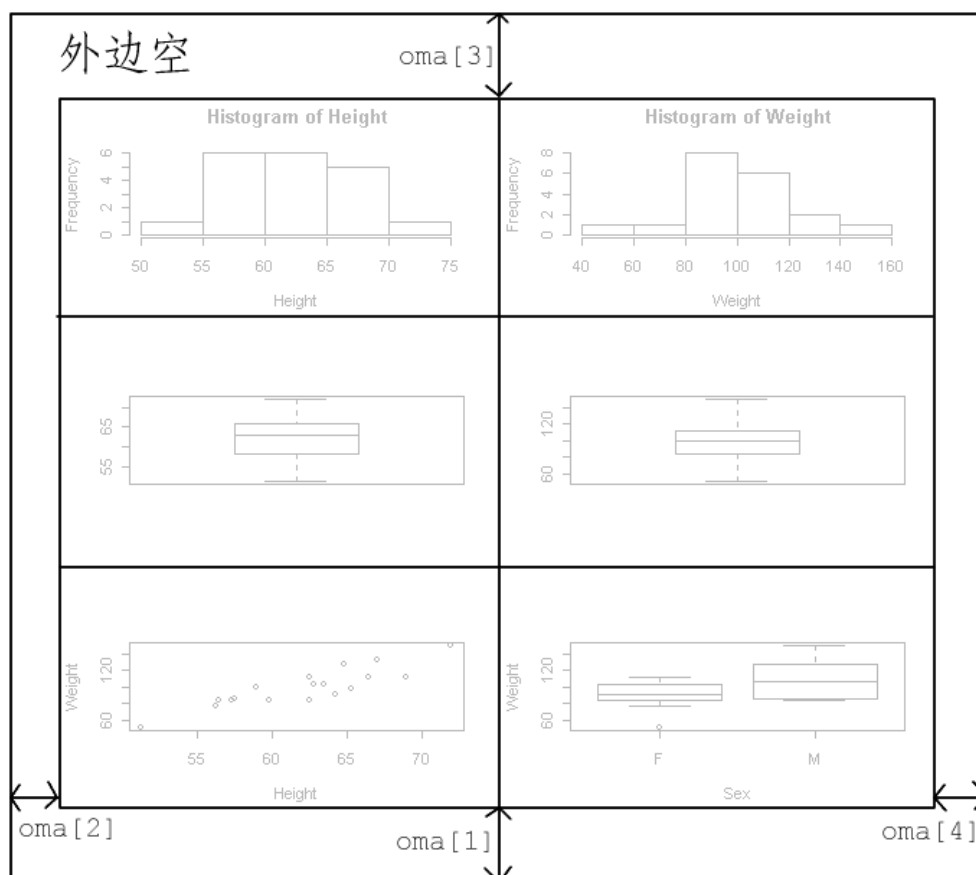 外边空
oma[3]
Histogram of Height
Frequency
0 2 4 6
50 55 60 65 70 75
Height
Histogram of Weight
Frequency
0 2 4 6 8
40 60 80 100 120 140 160
Weight
55 65
60 120
Weight
60 120
55 60 65 70
Height
Weight
60 120
F M
Sex
oma[2]
oma[1]
oma[4]